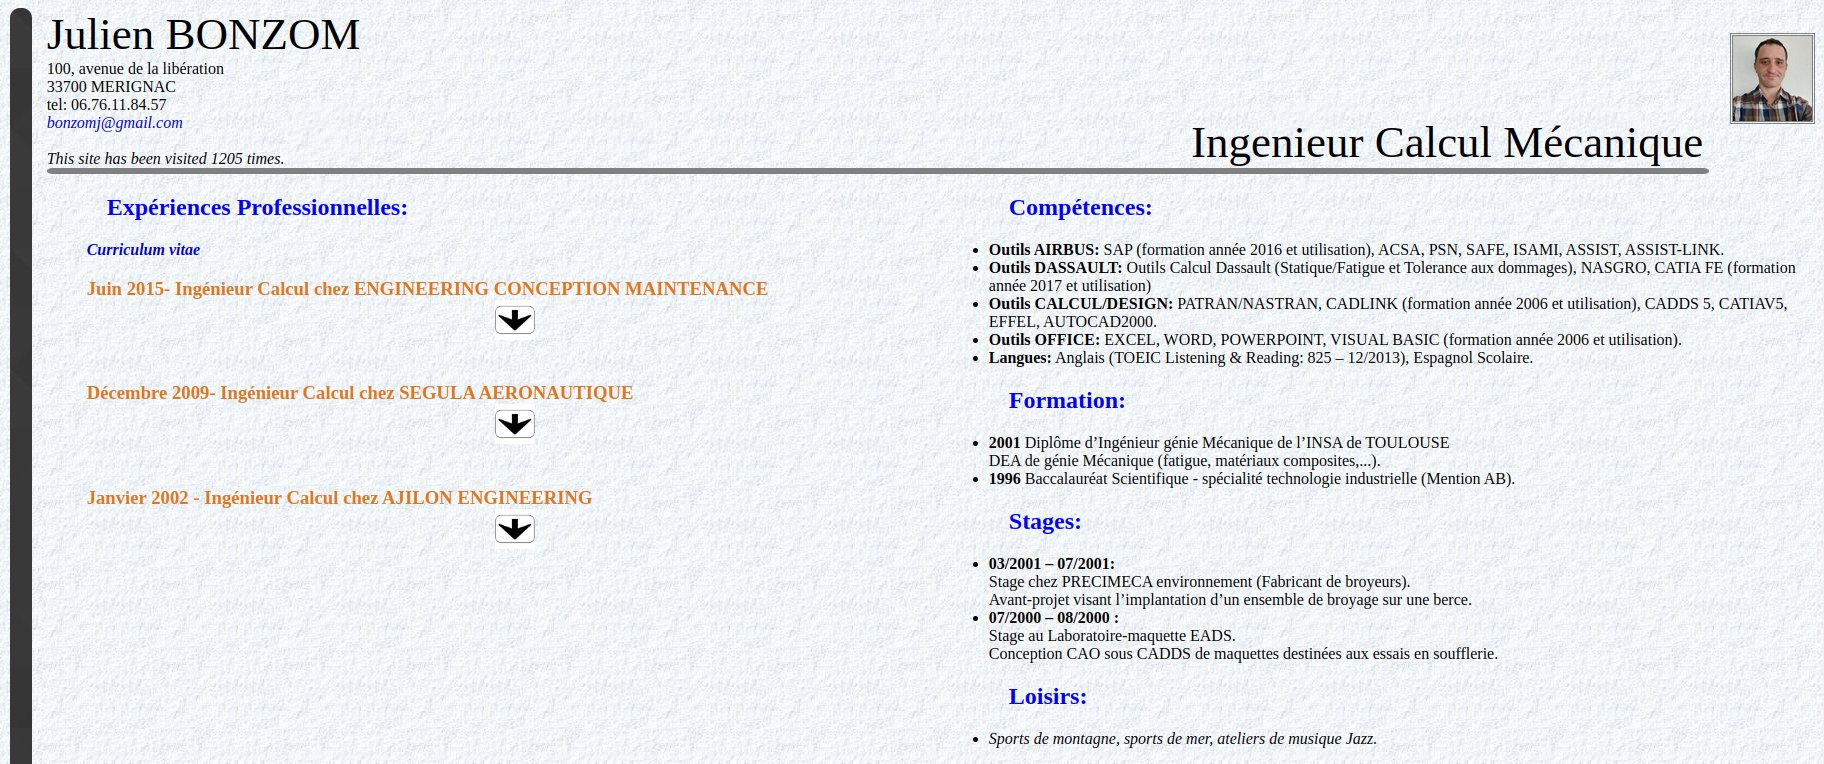 Julien BONZOM
100, avenue de la libération
33700 MERIGNAC
tel: 06.76.11.84.57
bonzomj@gmail.com
This site has been visited 1205 times.
Ingenieur Calcul Mécanique
Expériences Professionnelles:
Curriculum vitae
Juin 2015- Ingénieur Calcul chez ENGINEERING CONCEPTION MAINTENANCE
Décembre 2009- Ingénieur Calcul chez SEGULA AERONAUTIQUE
Janvier 2002 - Ingénieur Calcul chez AJILON ENGINEERING
Compétences:
Outils AIRBUS: SAP (formation année 2016 et utilisation), ACSA, PSN, SAFE, ISAMI, ASSIST, ASSIST-LINK.
Outils DASSAULT: Outils Calcul Dassault (Statique/Fatigue et Tolerance aux dommages), NASGRO, CATIA FE (formation
année 2017 et utilisation)
Outils CALCUL/DESIGN: PATRAN/NASTRAN, CADLINK (formation année 2006 et utilisation), CADDS 5, CATIAV5,
EFFEL, AUTOCAD2000.
Outils OFFICE: EXCEL, WORD, POWERPOINT, VISUAL BASIC (formation année 2006 et utilisation).
Langues: Anglais (TOEIC Listening & Reading: 825 – 12/2013), Espagnol Scolaire.
Formation:
2001 Diplôme d’Ingénieur génie Mécanique de l’INSA de TOULOUSE
DEA de génie Mécanique (fatigue, matériaux composites,...).
1996 Baccalauréat Scientifique - spécialité technologie industrielle (Mention AB).
Stages:
03/2001 – 07/2001:
Stage chez PRECIMECA environnement (Fabricant de broyeurs).
Avant-projet visant l’implantation d’un ensemble de broyage sur une berce.
07/2000 – 08/2000 :
Stage au Laboratoire-maquette EADS.
Conception CAO sous CADDS de maquettes destinées aux essais en soufflerie.
Loisirs:
Sports de montagne, sports de mer, ateliers de musique Jazz.